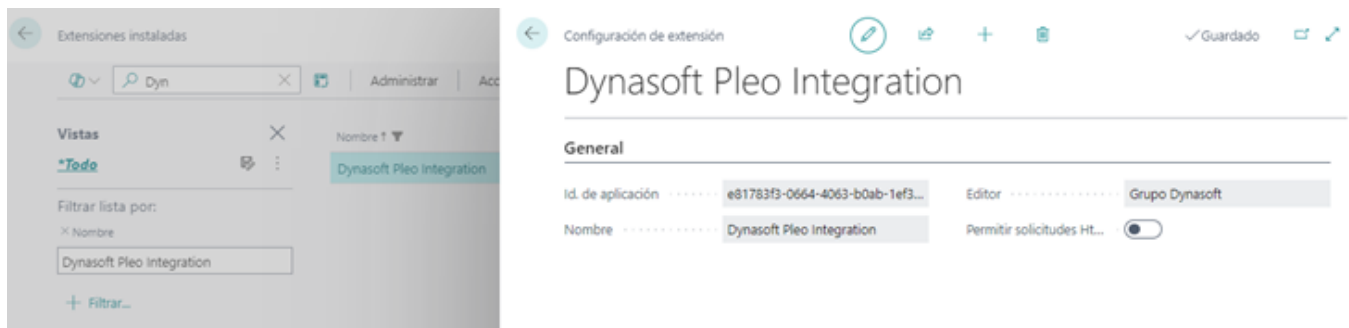 Extensiones instaladas
Dyn
Administrar
Acc
Vistas
*Todo
Filtrar lista por:
× Nombre
Dynasoft Pleo Integration
+ Filtrar...
Nombre ↑
Dynasoft Pleo Integration
Configuración de extensión
✓Guardado
Dynasoft Pleo Integration
General
Id. de aplicación
e81783f3-0664-4063-b0ab-1ef3...
Editor
Grupo Dynasoft
Nombre
Dynasoft Pleo Integration
Permitir solicitudes Ht...